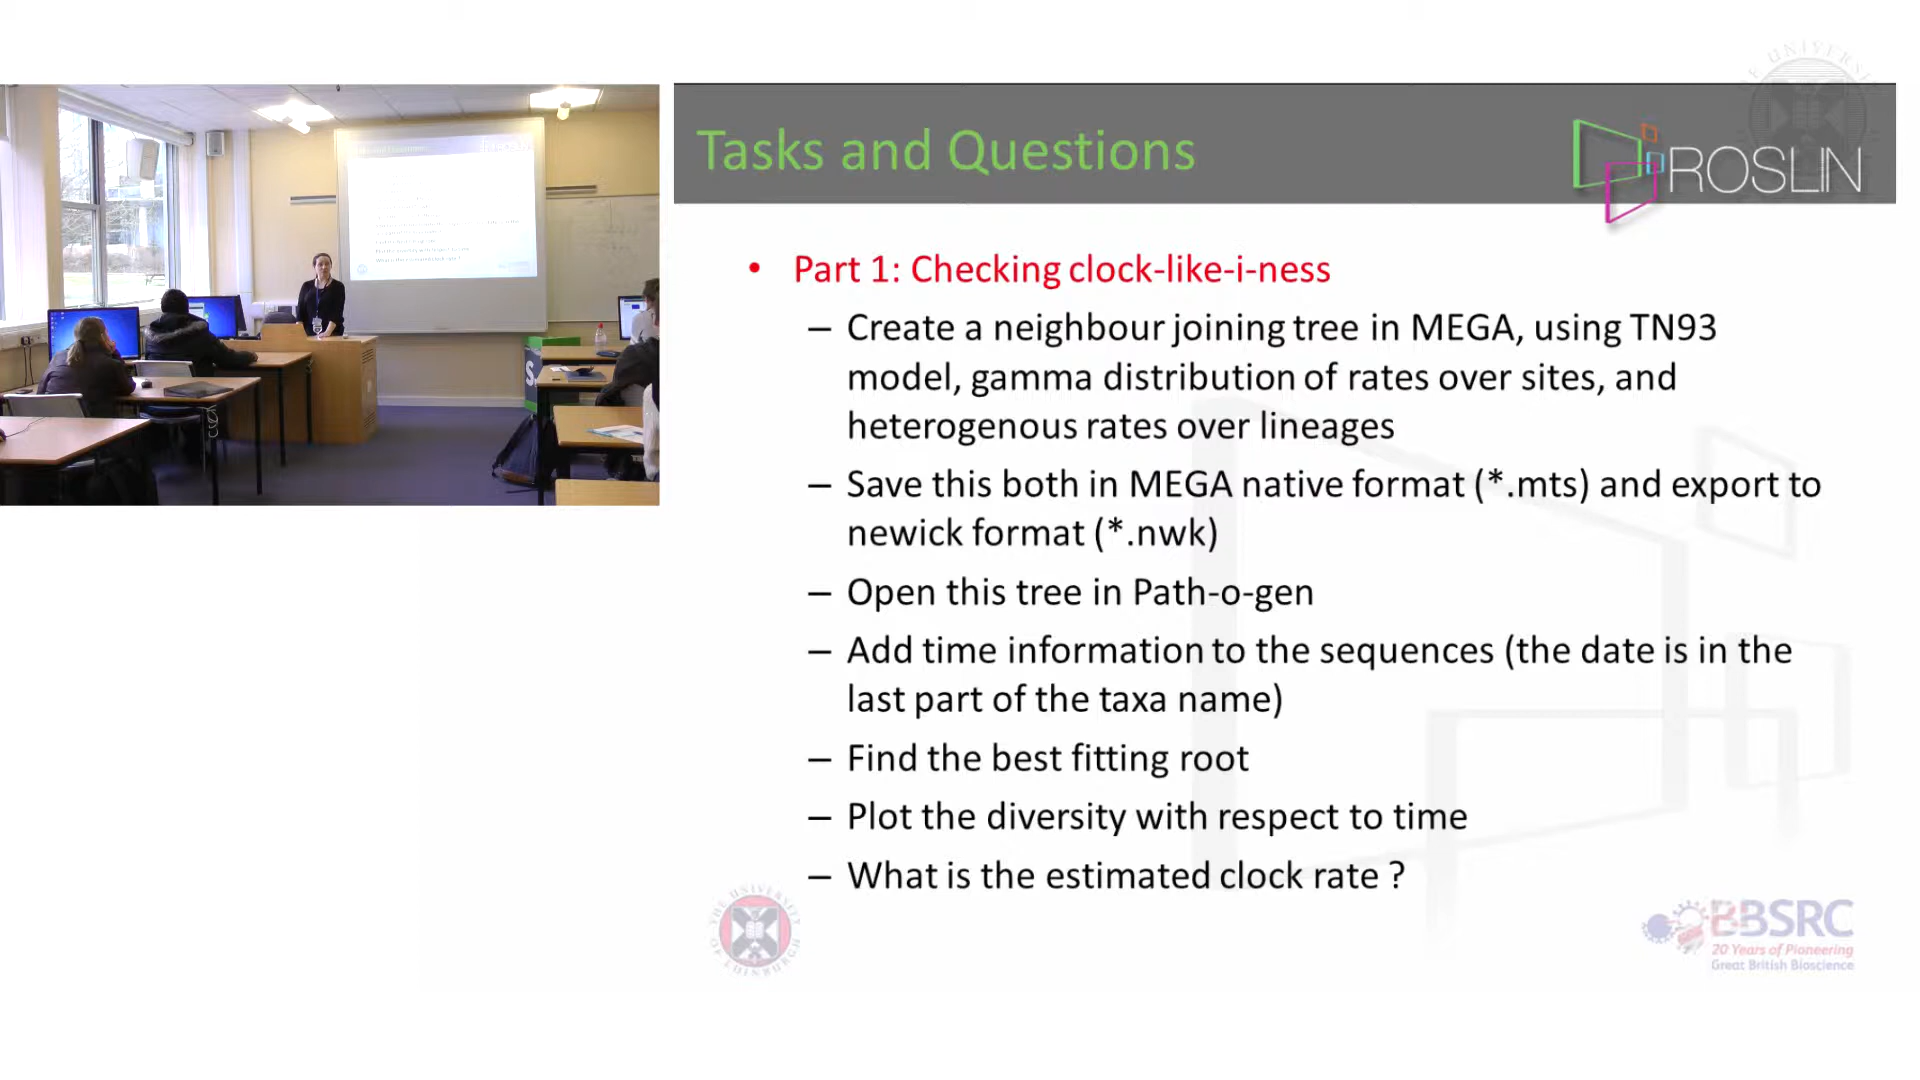 Tasks and Questions
ROSLIN
• Part 1: Checking clock-like-i-ness
– Create a neighbour joining tree in MEGA, using TN93
model, gamma distribution of rates over sites, and
heterogenous rates over lineages
– Save this both in MEGA native format (*.mts) and export to
newick format (*.nwk)
– Open this tree in Path-o-gen
– Add time information to the sequences (the date is in the
last part of the taxa name)
– Find the best fitting root
– Plot the diversity with respect to time
– What is the estimated clock rate ?
THE UNIVERSITY OF EDINBURGH
BBSRC
20 Years of Pioneering
Great British Bioscience